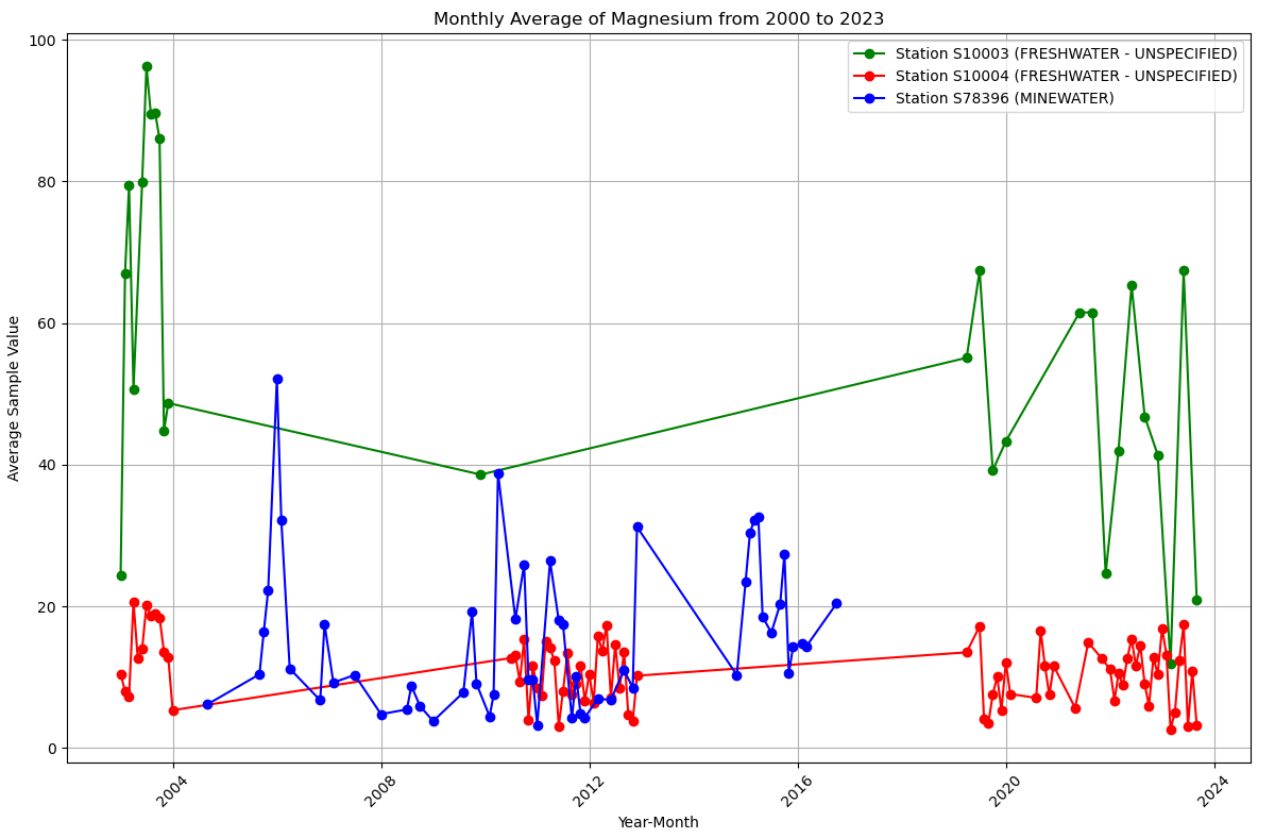 Monthly Average of Magnesium from 2000 to 2023
Station S10003 (FRESHWATER - UNSPECIFIED)
Station S10004 (FRESHWATER - UNSPECIFIED)
Station S78396 (MINEWATER)
Average Sample Value
100
80
60
40
20
0
2004
2008
2012
2016
2020
2024
Year-Month